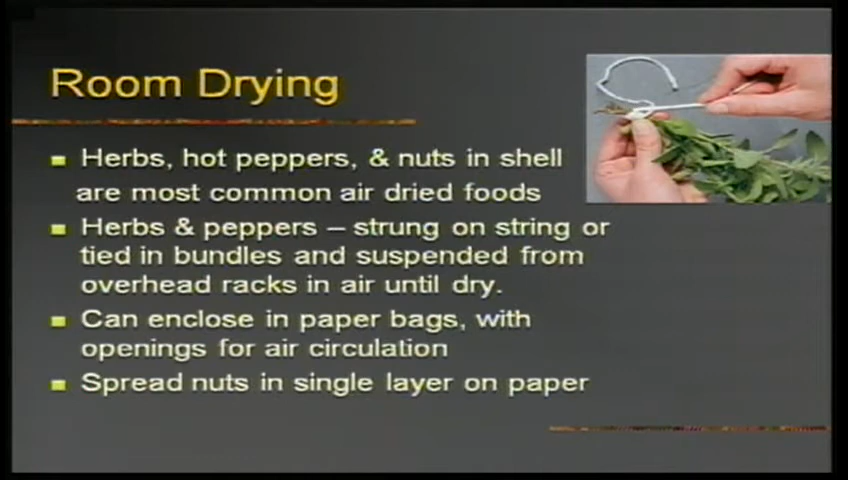 Room Drying
Herbs, hot peppers, & nuts in shell
are most common air dried foods
Herbs & peppers – strung on string or
tied in bundles and suspended from
overhead racks in air until dry.
Can enclose in paper bags, with
openings for air circulation
Spread nuts in single layer on paper